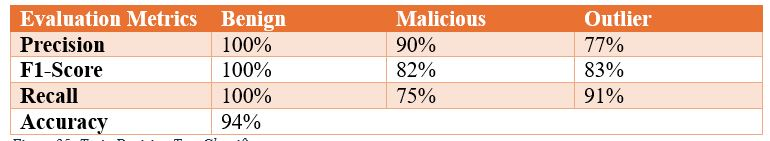 Evaluation Metrics Benign Malicious Outlier
Precision 100% 90% 77%
F1-Score 100% 82% 83%
Recall 100% 75% 91%
Accuracy 94%